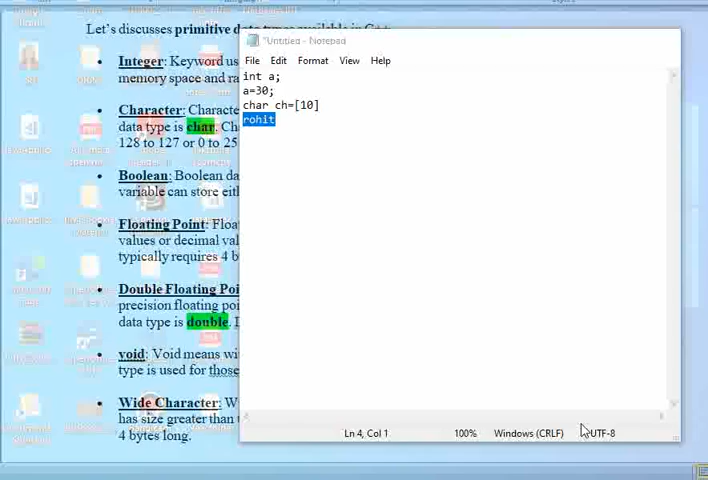 Let's discusses primitive data types available in C++
Integer: Keyword us
memory space and ra
Character: Characte
data type is char. Ch
128 to 127 or 0 to 25
Boolean: Boolean da
variable can store eith
Floating Point: Float
values or decimal val
typically requires 4 b
Double Floating Poi
precision floating poi
data type is double. D
void: Void means wi
type is used for those
Wide Character: W
has size greater than
4 bytes long.
*Untitled - Notepad
File Edit Format View Help
int a;
a=30;
char ch=[10]
rohit
Ln 4, Col 1 100% Windows (CRLF) UTF-8